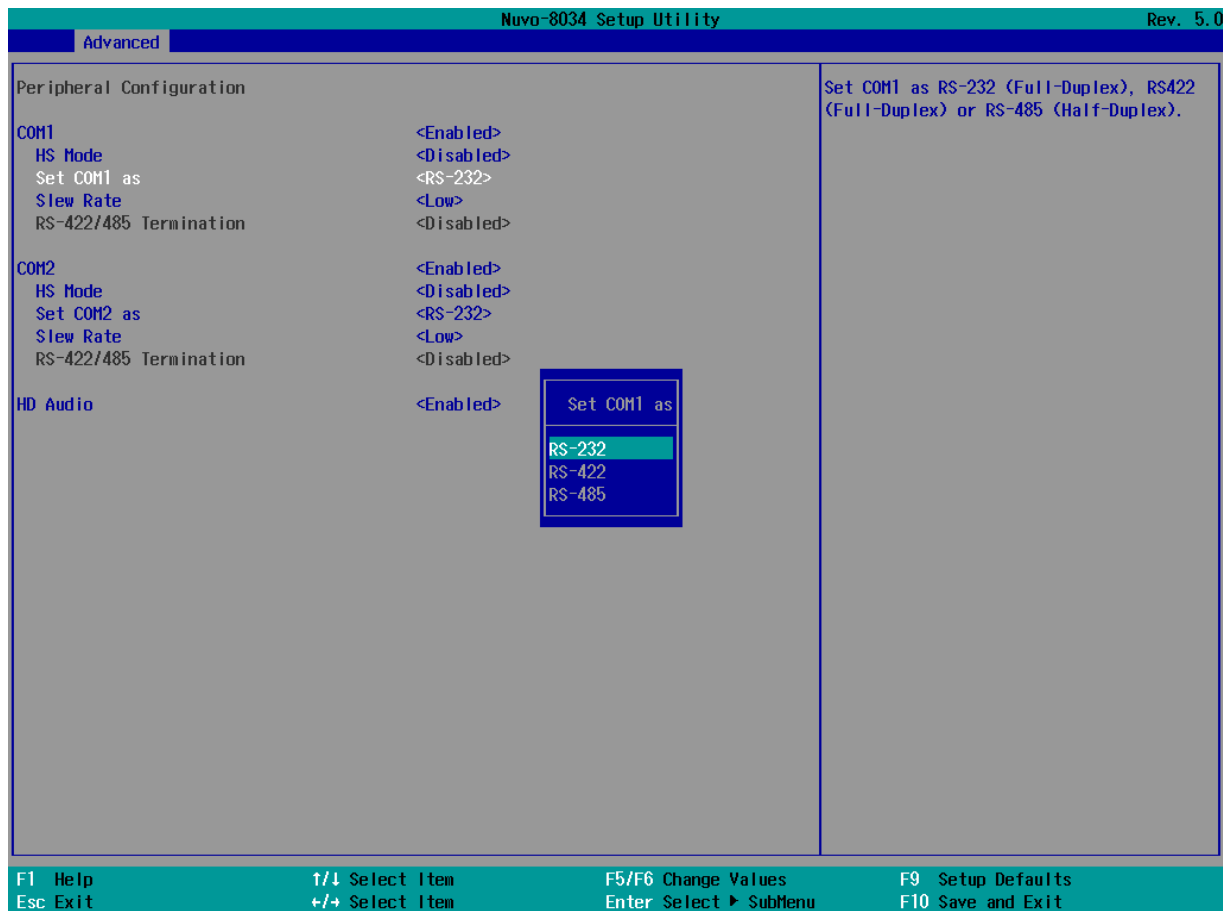 Nuvo-8034 Setup Utility Rev. 5.0
Advanced
Peripheral Configuration
COM1 <Enabled>
HS Mode <Disabled>
Set COM1 as <RS-232>
Slew Rate <Low>
RS-422/485 Termination <Disabled>
COM2 <Enabled>
HS Mode <Disabled>
Set COM2 as <RS-232>
Slew Rate <Low>
RS-422/485 Termination <Disabled>
HD Audio <Enabled>
Set COM1 as
RS-232
RS-422
RS-485
Set COM1 as RS-232 (Full-Duplex), RS422
(Full-Duplex) or RS-485 (Half-Duplex).
F1 Help ↑/↓ Select Item F5/F6 Change Values F9 Setup Defaults
Esc Exit ←/→ Select Item Enter Select ► SubMenu F10 Save and Exit